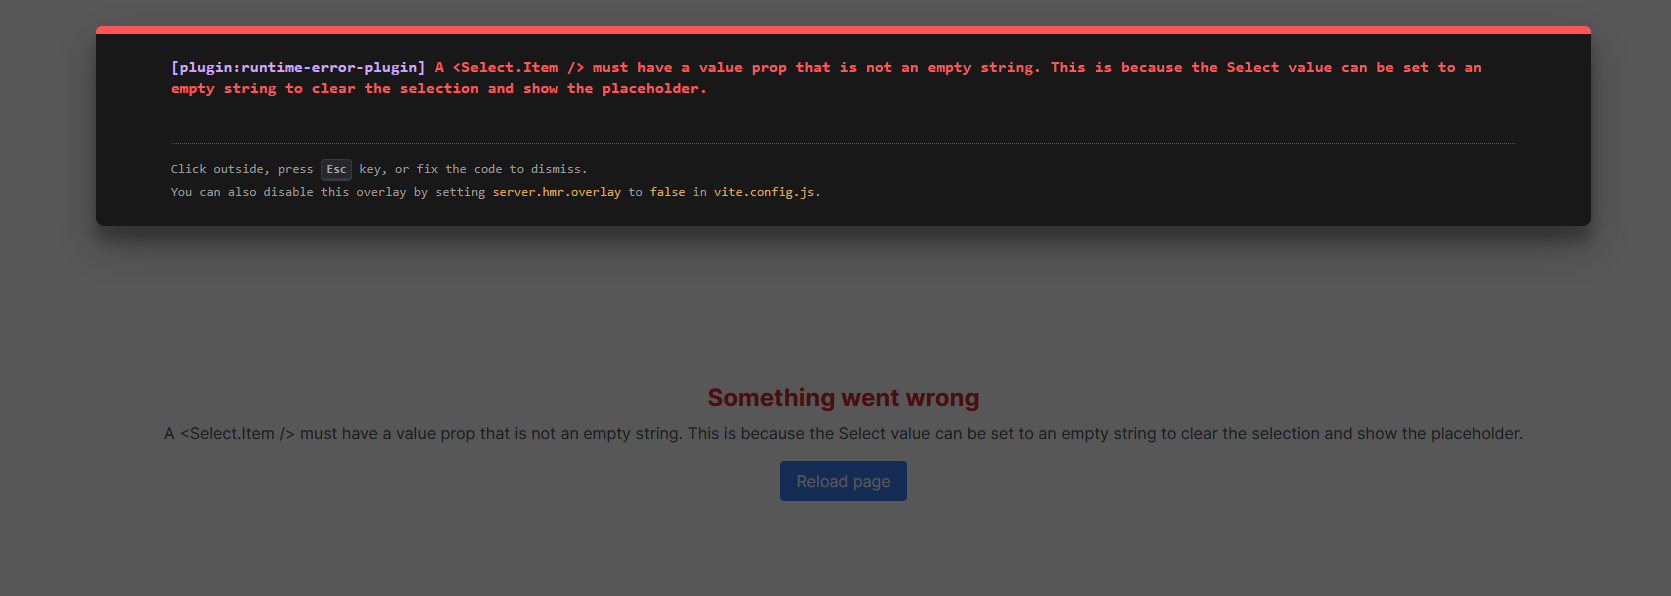 [plugin:runtime-error-plugin] A <Select.Item /> must have a value prop that is not an empty string. This is because the Select value can be set to an
empty string to clear the selection and show the placeholder.
Click outside, press Esc key, or fix the code to dismiss.
You can also disable this overlay by setting server.hmr.overlay to false in vite.config.js.
Something went wrong
A <Select.Item /> must have a value prop that is not an empty string. This is because the Select value can be set to an empty string to clear the selection and show the placeholder.
Reload page